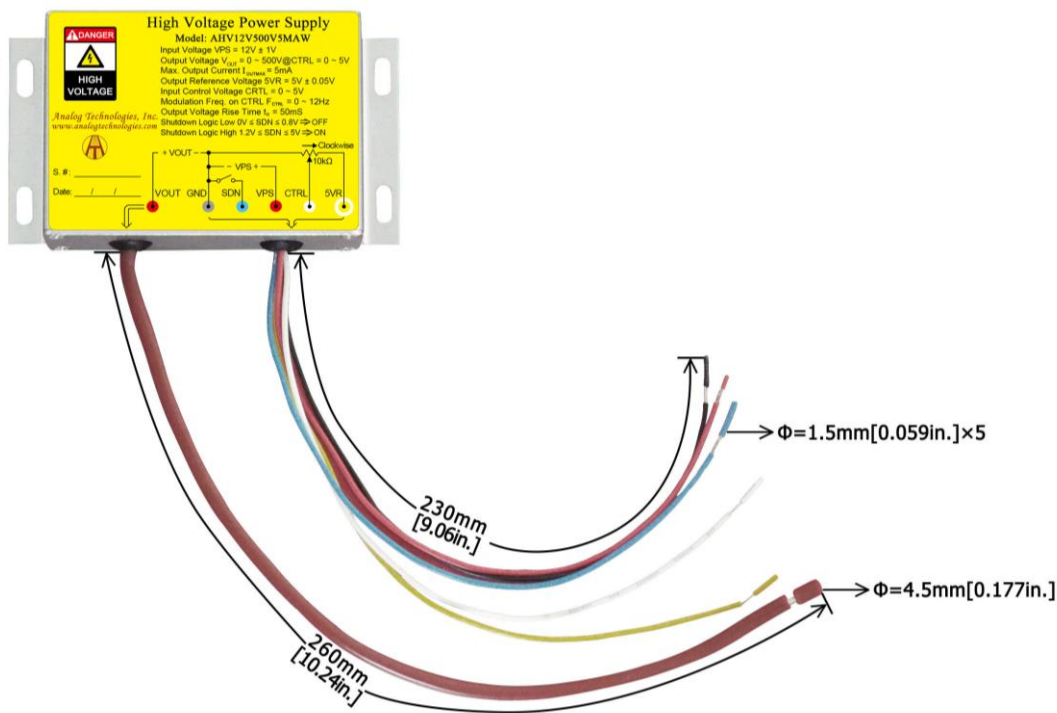 DANGER
HIGH
VOLTAGE
High Voltage Power Supply
Model: AHV12V500V5MAW
Input Voltage VPS = 12V ± 1V
Output Voltage VOUT = 0 ~ 500V@CTRL = 0 ~ 5V
Max. Output Current IOUTMAX = 5mA
Output Reference Voltage 5VR = 5V ± 0.05V
Input Control Voltage CRTL = 0 ~ 5V
Modulation Freq. on CTRL FCTRL = 0 ~ 12Hz
Output Voltage Rise Time tr = 50mS
Shutdown Logic Low 0V ≤ SDN ≤ 0.8V ⇒ OFF
Shutdown Logic High 1.2V ≤ SDN ≤ 5V ⇒ ON
Analog Technologies, Inc.
www.analogtechnologies.com
AT
S. #:
Date: / /
Clockwise
+ VOUT −
10kΩ
− VPS +
VOUT GND SDN VPS CTRL 5VR
Φ=1.5mm[0.059in.]×5
230mm
[9.06in.]
Φ=4.5mm[0.177in.]
260mm
[10.24in.]